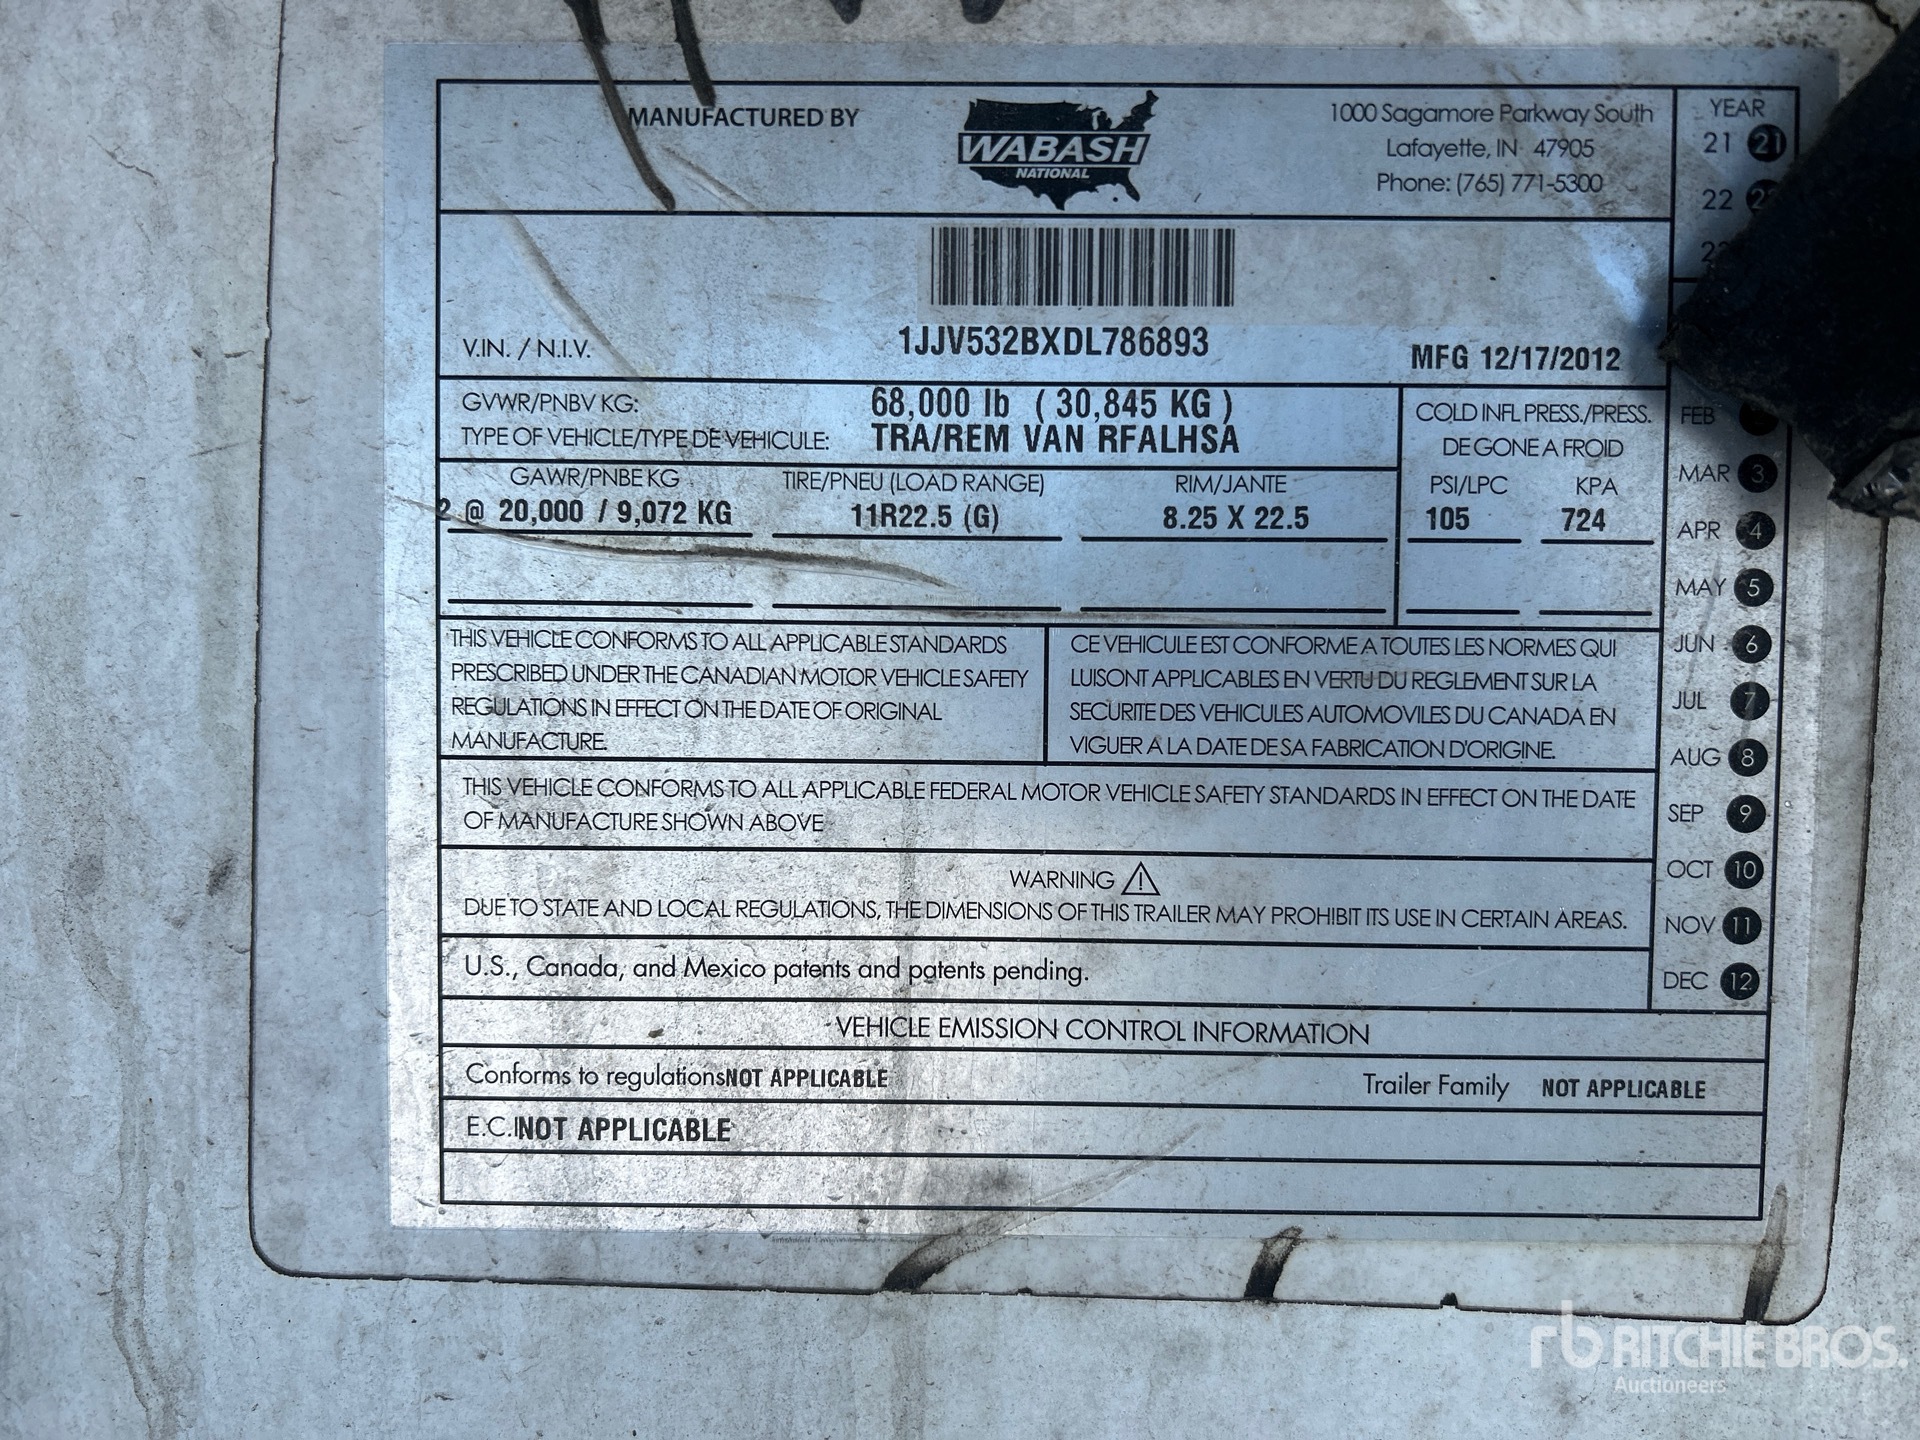 MANUFACTURED BY
WABASH
NATIONAL
1000 Sagamore Parkway South
Lafayette, IN 47905
Phone: (765) 771-5300
YEAR
21 21
22
V.IN. / N.I.V.
1JJV532BXDL786893
MFG 12/17/2012
GVWR/PNBV KG: 68,000 lb ( 30,845 KG )
TYPE OF VEHICLE/TYPE DE VEHICULE: TRA/REM VAN RFALHSA
COLD INFL PRESS./PRESS.
DE GONE A FROID
GAWR/PNBE KG TIRE/PNEU (LOAD RANGE) RIM/JANTE PSI/LPC KPA
2 @ 20,000 / 9,072 KG 11R22.5 (G) 8.25 X 22.5 105 724
THIS VEHICLE CONFORMS TO ALL APPLICABLE STANDARDS
PRESCRIBED UNDER THE CANADIAN MOTOR VEHICLE SAFETY
REGULATIONS IN EFFECT ON THE DATE OF ORIGINAL
MANUFACTURE.
CE VEHICULE EST CONFORME A TOUTES LES NORMES QUI
LUISONT APPLICABLES EN VERTU DU REGLEMENT SUR LA
SECURITE DES VEHICULES AUTOMOVILES DU CANADA EN
VIGUER A LA DATE DE SA FABRICATION D'ORIGINE.
THIS VEHICLE CONFORMS TO ALL APPLICABLE FEDERAL MOTOR VEHICLE SAFETY STANDARDS IN EFFECT ON THE DATE
OF MANUFACTURE SHOWN ABOVE
WARNING
DUE TO STATE AND LOCAL REGULATIONS, THE DIMENSIONS OF THIS TRAILER MAY PROHIBIT ITS USE IN CERTAIN AREAS.
U.S., Canada, and Mexico patents and patents pending.
FEB
MAR 3
APR 4
MAY 5
JUN 6
JUL 7
AUG 8
SEP 9
OCT 10
NOV 11
DEC 12
VEHICLE EMISSION CONTROL INFORMATION
Conforms to regulations NOT APPLICABLE Trailer Family NOT APPLICABLE
E.C.I NOT APPLICABLE
rb RITCHIE BROS.
Auctioneers